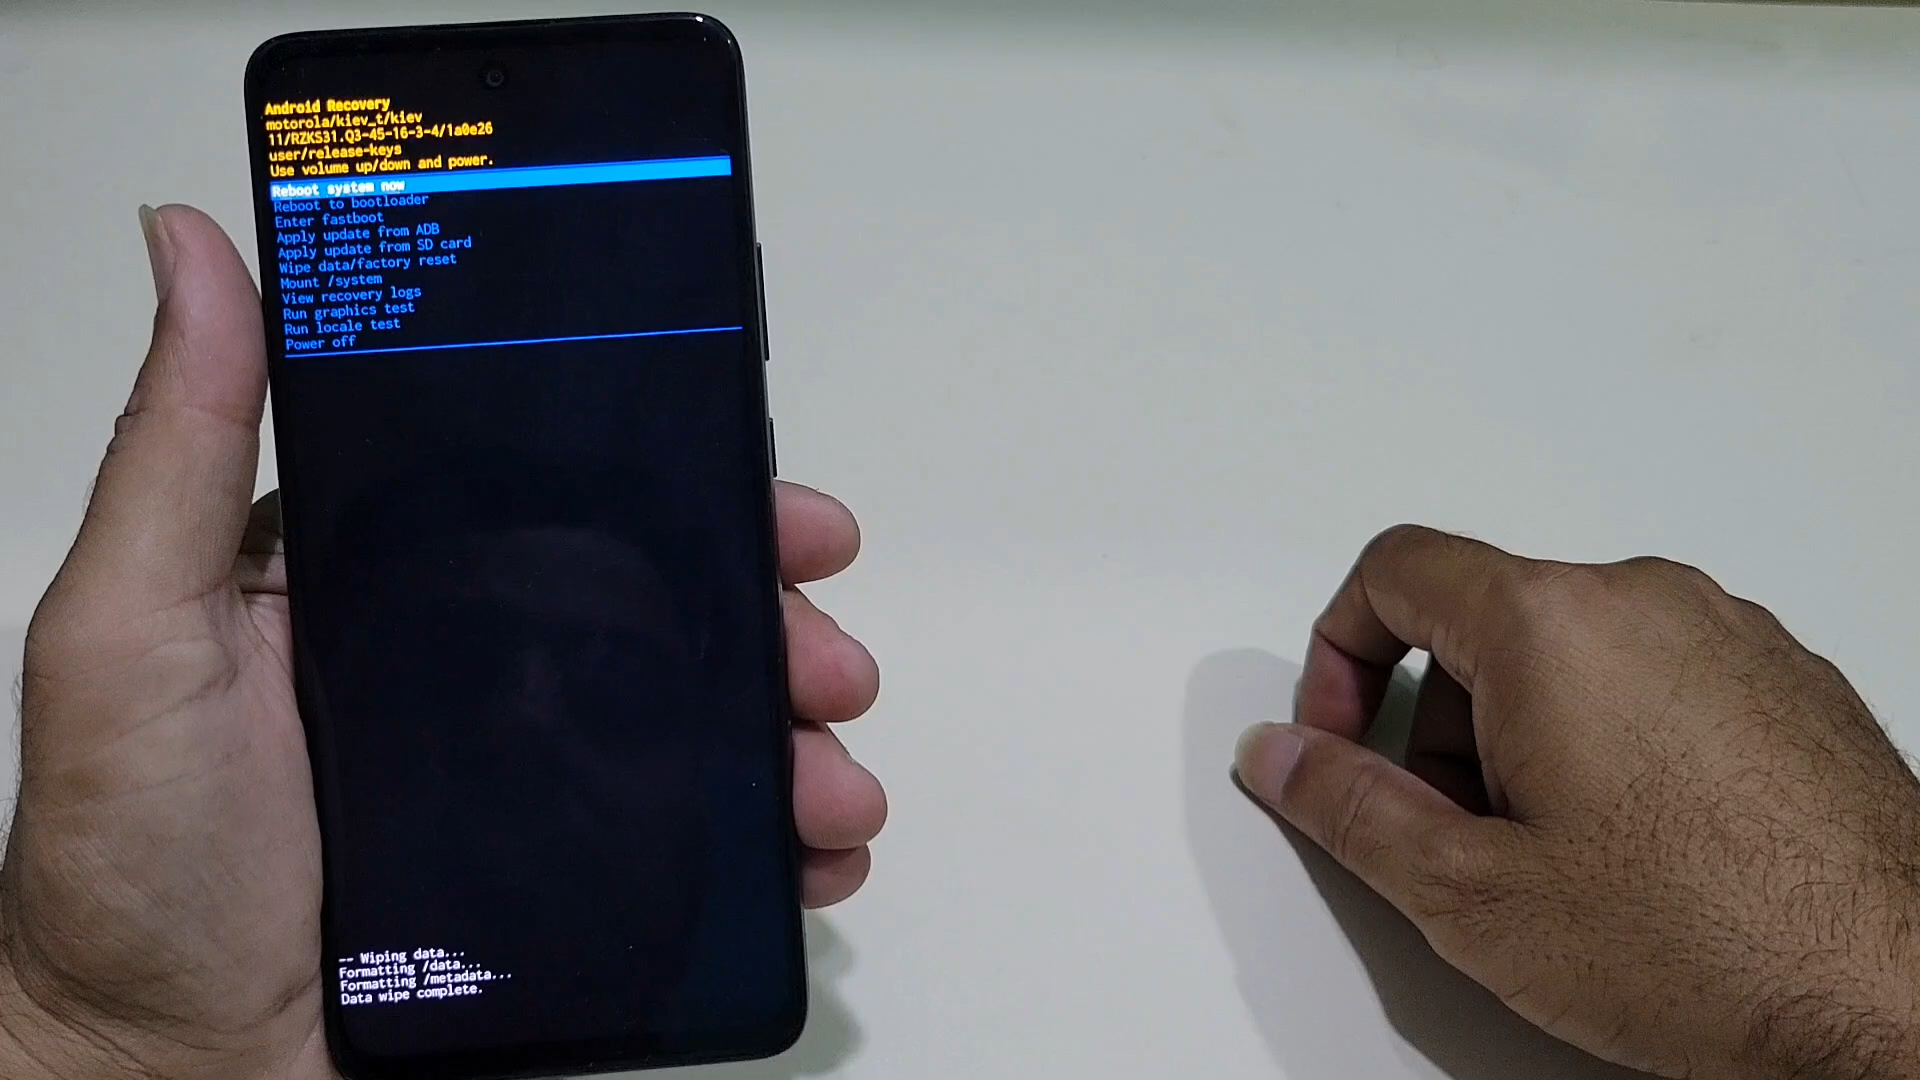 Android Recovery
motorola/kiev_t/kiev
11/RZKS31.Q3-45-16-3-4/1a0e26
user/release-keys
Use volume up/down and power.
Reboot system now
Reboot to bootloader
Enter fastboot
Apply update from ADB
Apply update from SD card
Wipe data/factory reset
Mount /system
View recovery logs
Run graphics test
Run locale test
Power off
-- Wiping data...
Formatting /data...
Formatting /metadata...
Data wipe complete.